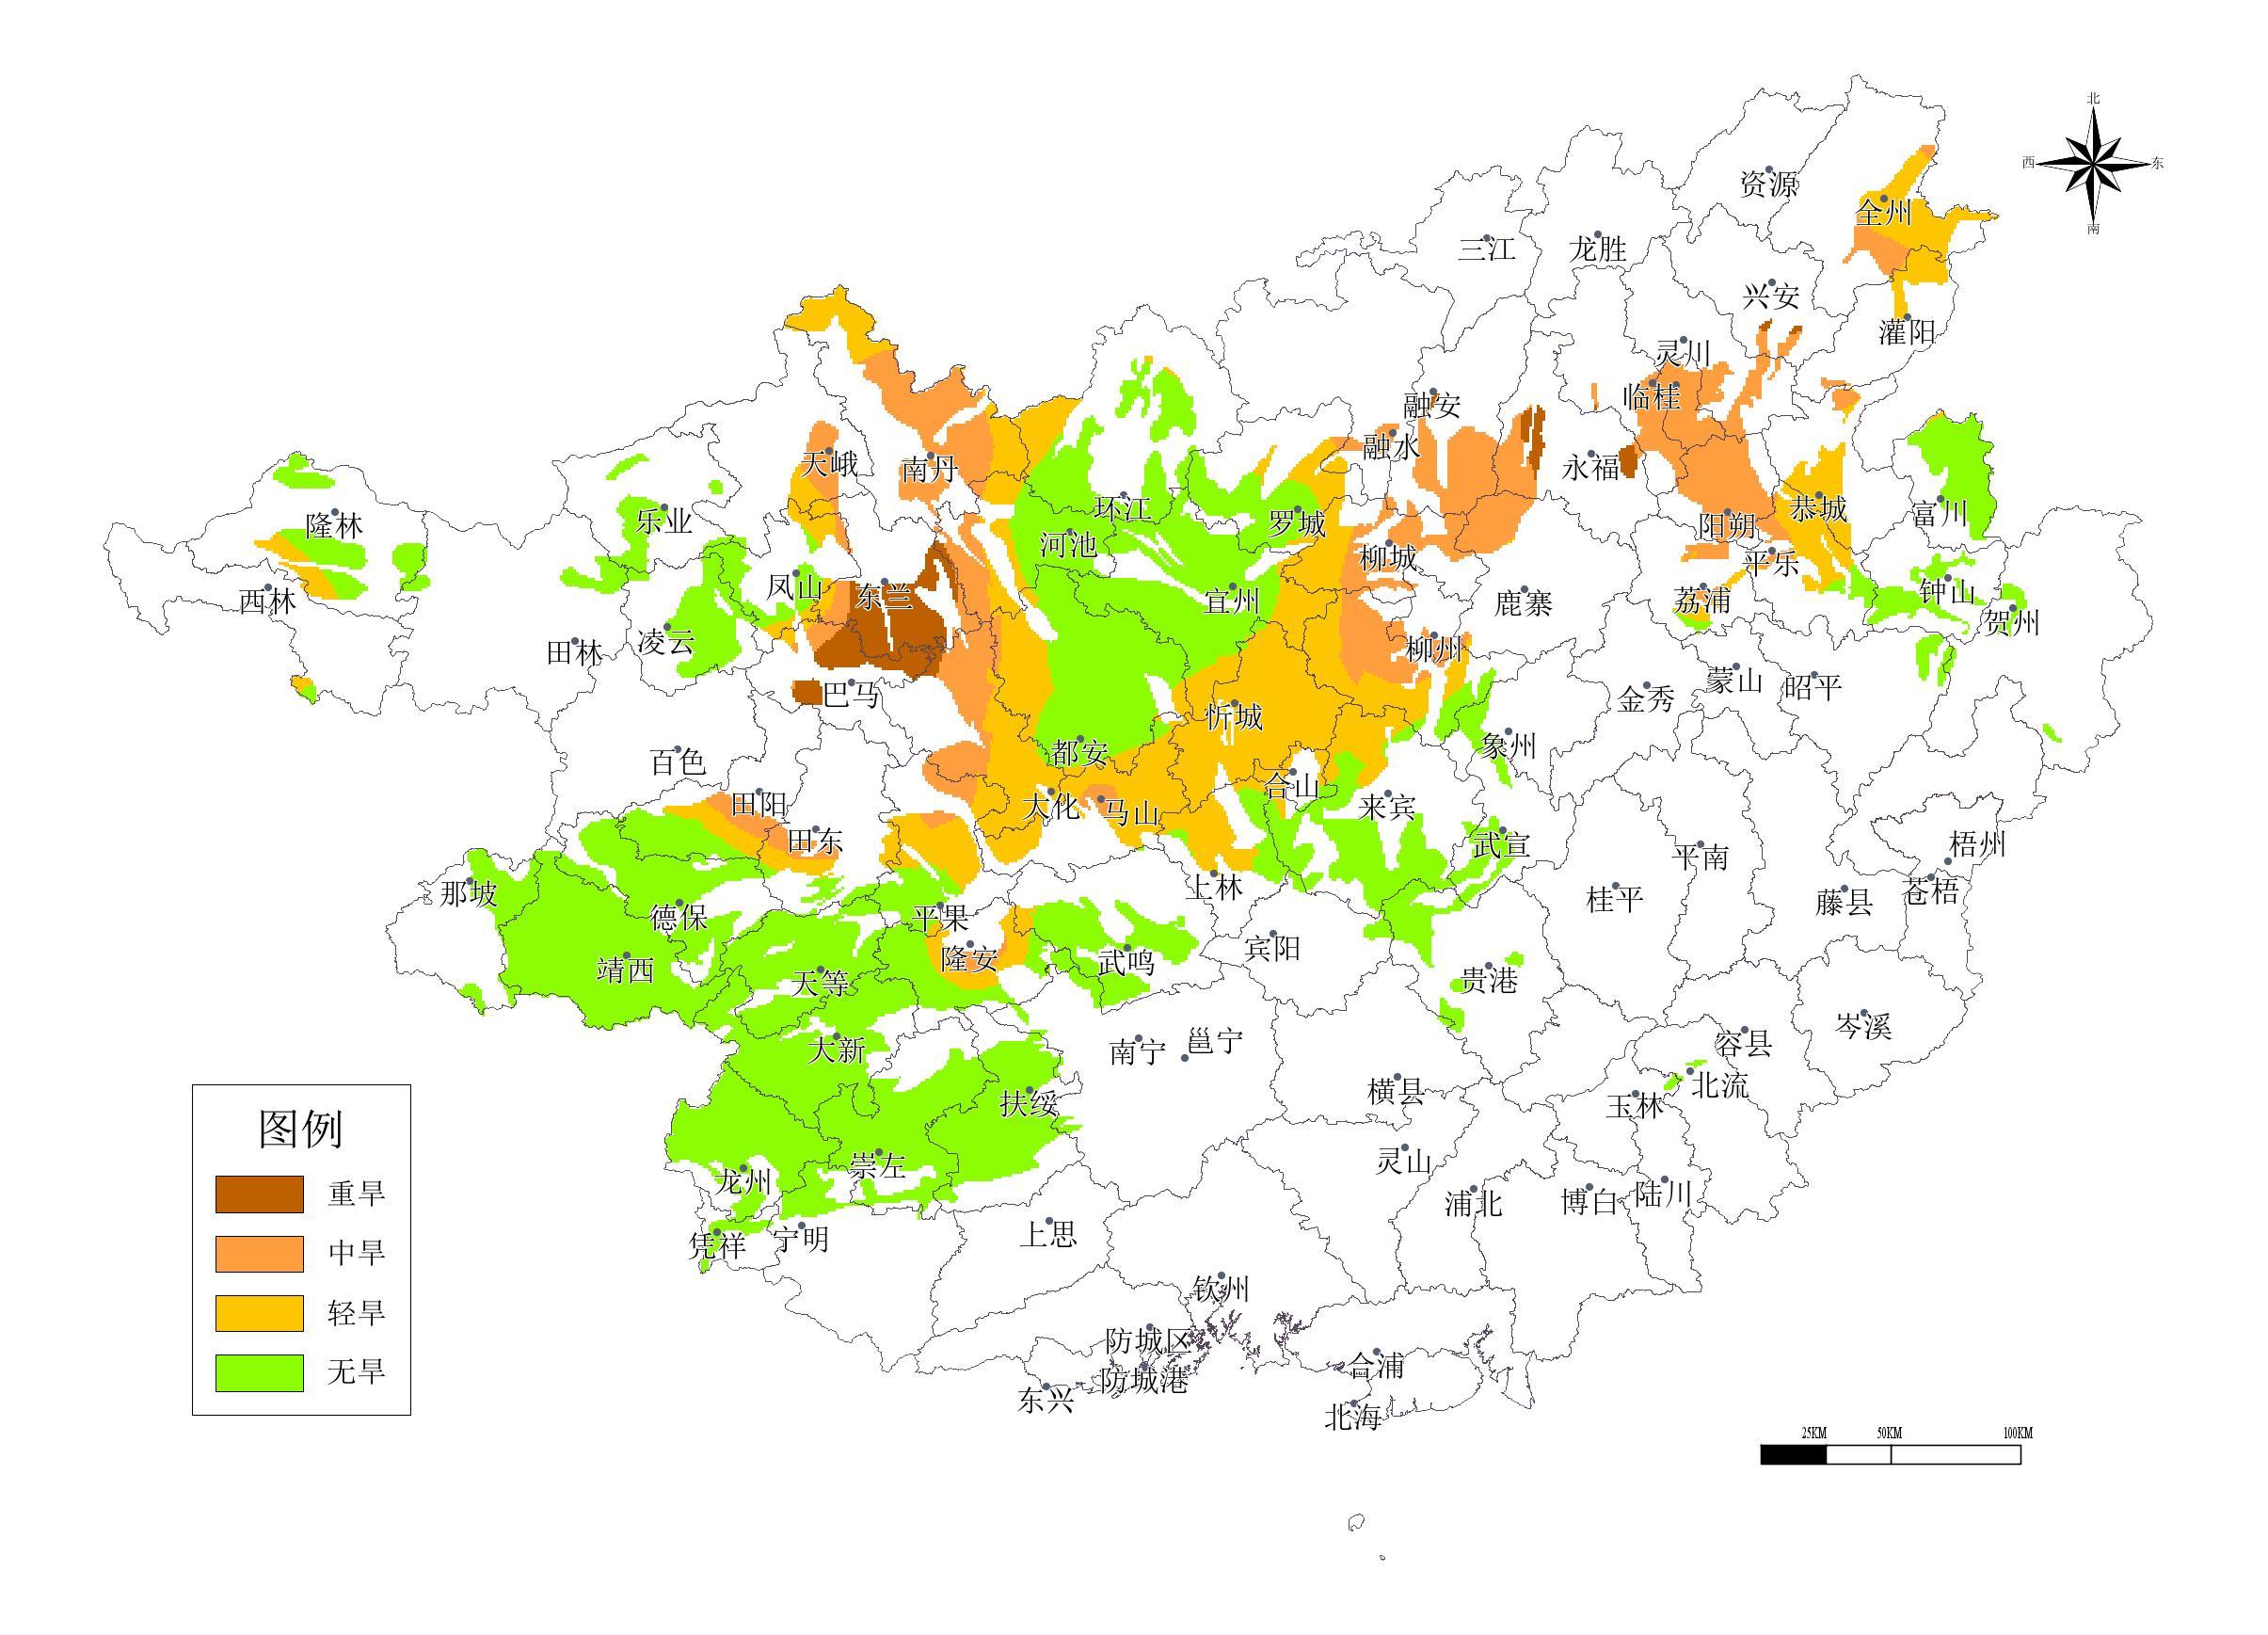 北
西
东
南
资源
全州
三江
龙胜
兴安
灌阳
灵川
临桂
融安
融水
天峨
南丹
永福
环江
恭城
富川
隆林
乐业
罗城
阳朔
河池
柳城
平乐
凤山
东兰
宜州
鹿寨
荔浦
钟山
西林
贺州
凌云
田林
柳州
巴马
金秀
蒙山
昭平
忻城
都安
象州
百色
合山
田阳
大化
马山
来宾
田东
武宣
平南
梧州
那坡
上林
桂平
藤县
苍梧
德保
平果
隆安
武鸣
宾阳
靖西
天等
贵港
岑溪
大新
南宁
邕宁
容县
扶绥
横县
玉林
北流
龙州
崇左
灵山
浦北
博白
陆川
凭祥
宁明
上思
钦州
防城区
合浦
防城港
东兴
北海
图例
重旱
中旱
轻旱
无旱
25KM
50KM
100KM